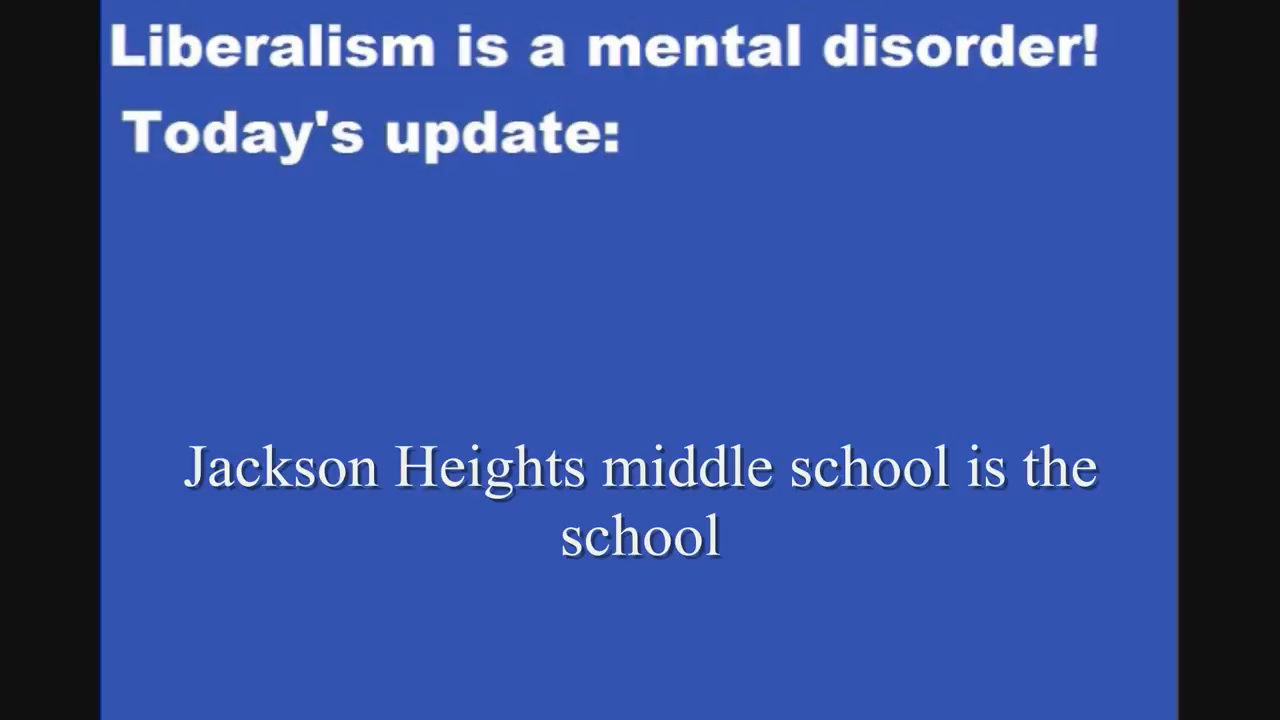 Liberalism is a mental disorder!
Today's update:
Jackson Heights middle school is the
school